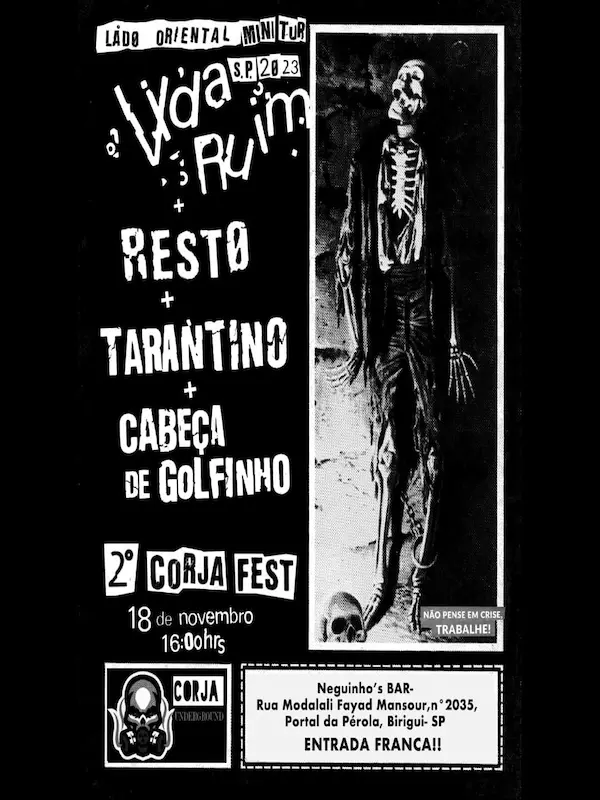 LADO ORIENTAL MINI TUR
S.P. 2023
Vida
Ruim
+
RESTO
+
TARANTINO
+
CABEÇA
DE GOLFINHO
2º CORJA FEST
18 de novembro
16:00hrs
NÃO PENSE EM CRISE,
TRABALHE!
CORJA
UNDERGROUND
Neguinho's BAR-
Rua Modalali Fayad Mansour,n°2035,
Portal da Pérola, Birigui- SP
ENTRADA FRANCA!!